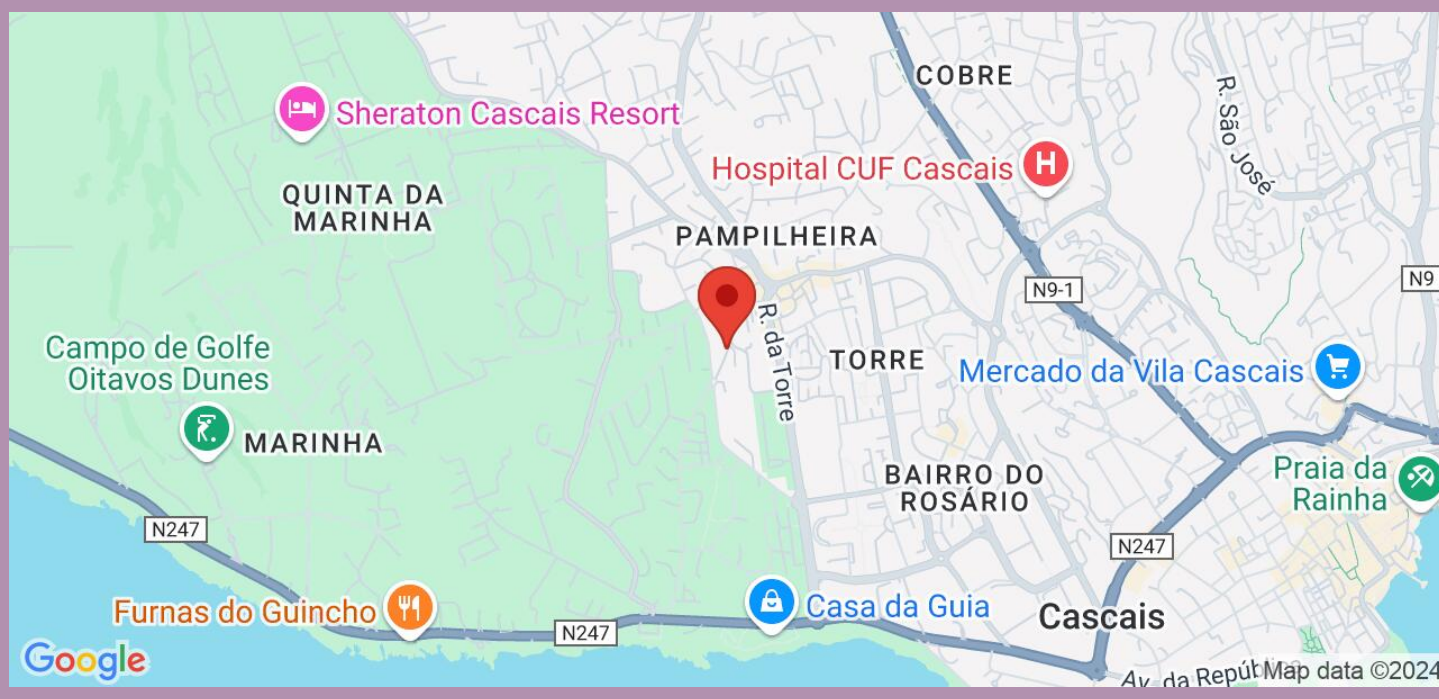 COBRE
R. São José
Sheraton Cascais Resort
Hospital CUF Cascais
H
QUINTA DA
MARINHA
PAMPILHEIRA
N9-1
N9
R. da Torre
Campo de Golfe
Oitavos Dunes
TORRE
Mercado da Vila Cascais
MARINHA
BAIRRO DO
ROSÁRIO
Praia da
Rainha
N247
N247
Furnas do Guincho
Casa da Guia
Cascais
N247
Google
Av. da Repúb
Map data ©2024